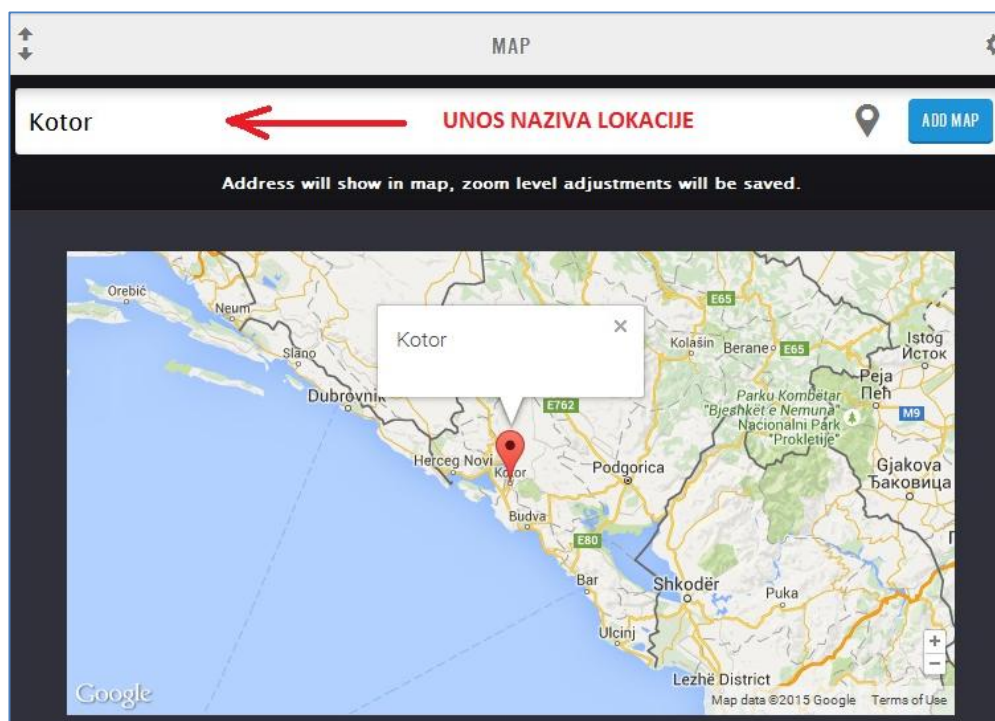 MAP
Kotor
UNOS NAZIVA LOKACIJE
ADD MAP
Address will show in map, zoom level adjustments will be saved.
Orebić
Neum
Slano
Dubrovnik
Kotor
E65
Kolašin
Berane
E65
Istog
Исток
Peja
Пећ
M9
Parku Kombëtar
"Bjeshkët e Nemuna"
Nacionalni Park
"Prokletije"
E762
Herceg Novi
Kotor
Podgorica
Gjakova
Ђаковица
Budva
E80
Bar
Shkodër
Puka
Ulcinj
Lezhë District
Google
Map data ©2015 Google
Terms of Use